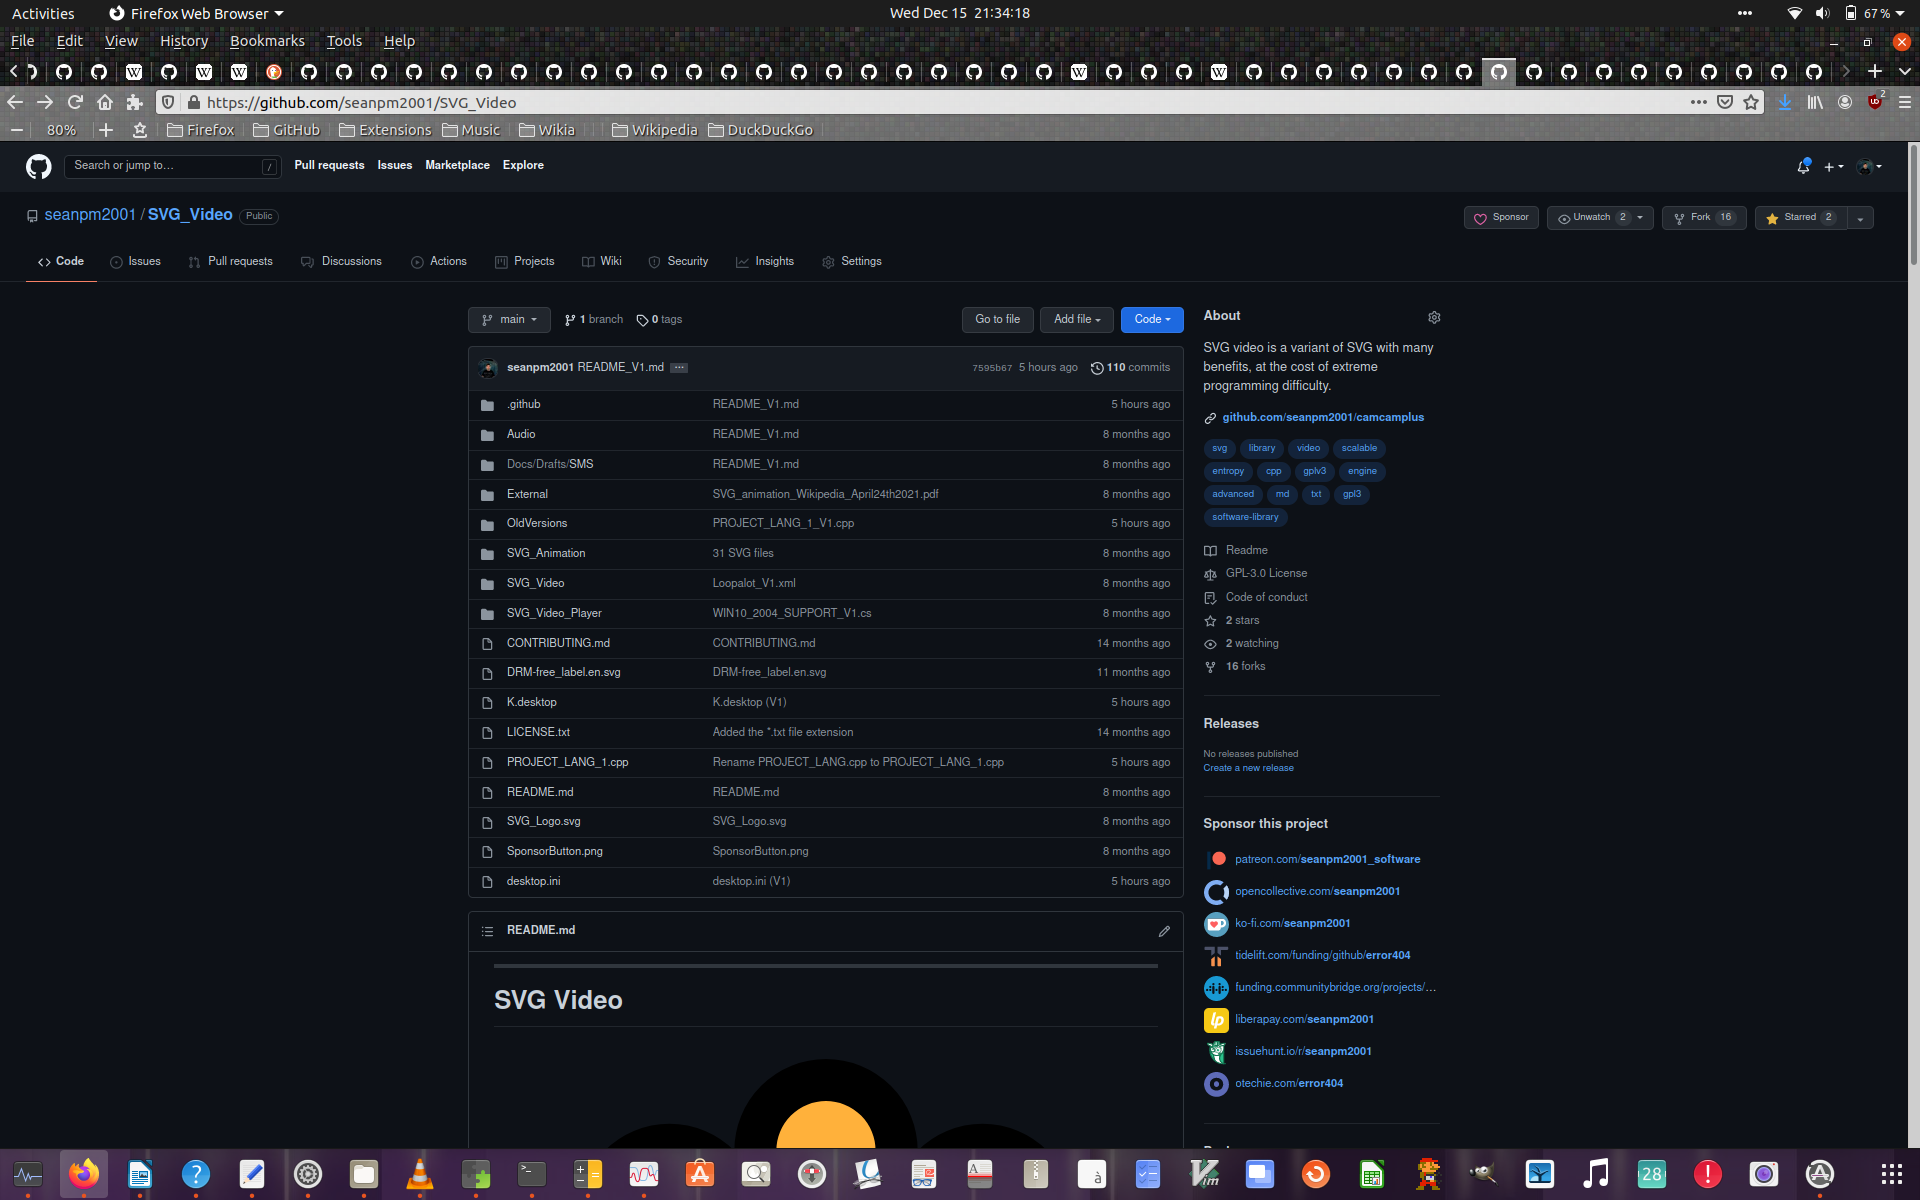 Activities Firefox Web Browser Wed Dec 15 21:34:18 67 %
File Edit View History Bookmarks Tools Help
https://github.com/seanpm2001/SVG_Video
80% Firefox GitHub Extensions Music Wikia Wikipedia DuckDuckGo
Search or jump to… / Pull requests Issues Marketplace Explore
seanpm2001 / SVG_Video Public Sponsor Unwatch 2 Fork 16 Starred 2
Code Issues Pull requests Discussions Actions Projects Wiki Security Insights Settings
main 1 branch 0 tags Go to file Add file Code
seanpm2001 README_V1.md ... 7595b67 5 hours ago 110 commits
.github README_V1.md 5 hours ago
Audio README_V1.md 8 months ago
Docs/Drafts/SMS README_V1.md 8 months ago
External SVG_animation_Wikipedia_April24th2021.pdf 8 months ago
OldVersions PROJECT_LANG_1_V1.cpp 5 hours ago
SVG_Animation 31 SVG files 8 months ago
SVG_Video Loopalot_V1.xml 8 months ago
SVG_Video_Player WIN10_2004_SUPPORT_V1.cs 8 months ago
CONTRIBUTING.md CONTRIBUTING.md 14 months ago
DRM-free_label.en.svg DRM-free_label.en.svg 11 months ago
K.desktop K.desktop (V1) 5 hours ago
LICENSE.txt Added the *.txt file extension 14 months ago
PROJECT_LANG_1.cpp Rename PROJECT_LANG.cpp to PROJECT_LANG_1.cpp 5 hours ago
README.md README.md 8 months ago
SVG_Logo.svg SVG_Logo.svg 8 months ago
SponsorButton.png SponsorButton.png 8 months ago
desktop.ini desktop.ini (V1) 5 hours ago
README.md
SVG Video
About
SVG video is a variant of SVG with many
benefits, at the cost of extreme
programming difficulty.
github.com/seanpm2001/camcamplus
svg library video scalable
entropy cpp gplv3 engine
advanced md txt gpl3
software-library
Readme
GPL-3.0 License
Code of conduct
2 stars
2 watching
16 forks
Releases
No releases published
Create a new release
Sponsor this project
patreon.com/seanpm2001_software
opencollective.com/seanpm2001
ko-fi.com/seanpm2001
tidelift.com/funding/github/error404
funding.communitybridge.org/projects/…
liberapay.com/seanpm2001
issuehunt.io/r/seanpm2001
otechie.com/error404
28